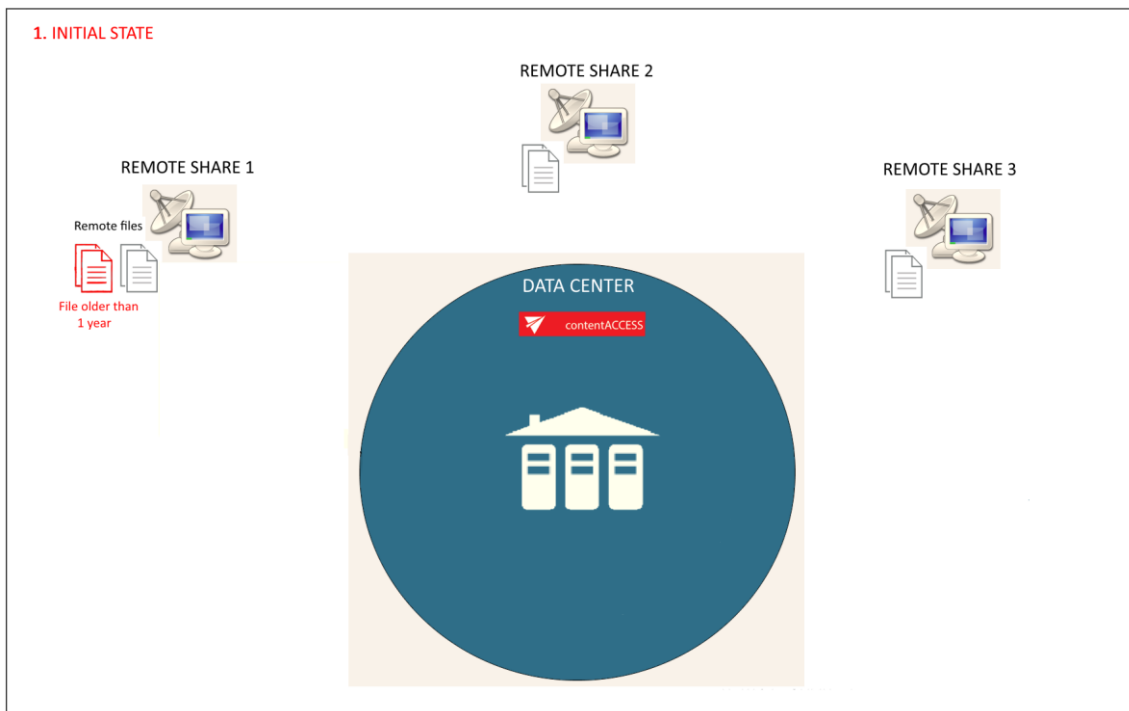 1. INITIAL STATE
REMOTE SHARE 2
REMOTE SHARE 1
REMOTE SHARE 3
Remote files
File older than
1 year
DATA CENTER
contentACCESS